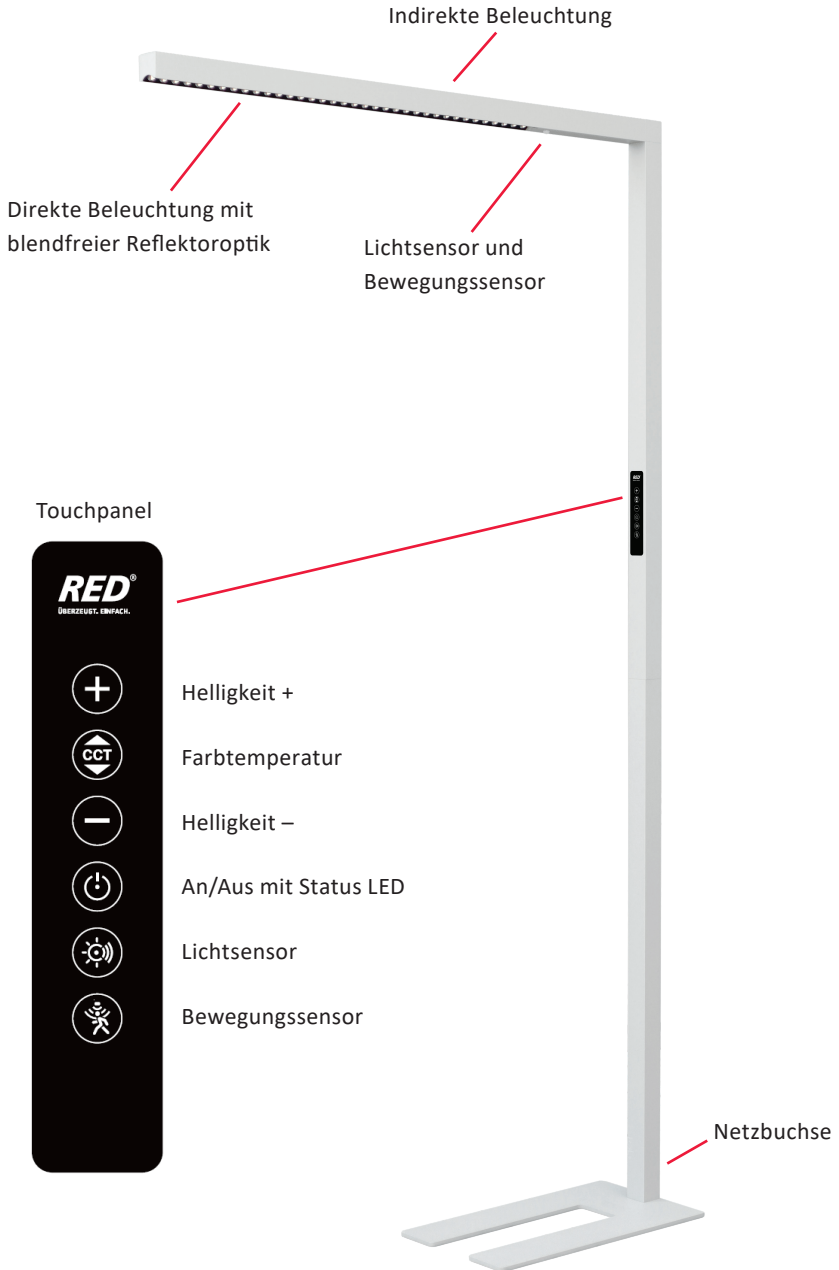 Indirekte Beleuchtung
Direkte Beleuchtung mit
blendfreier Reflektoroptik
Lichtsensor und
Bewegungssensor
Touchpanel
RED®
ÜBERZEUGT. EINFACH.
Helligkeit +
CCT
Farbtemperatur
Helligkeit –
An/Aus mit Status LED
Lichtsensor
Bewegungssensor
RED
Netzbuchse